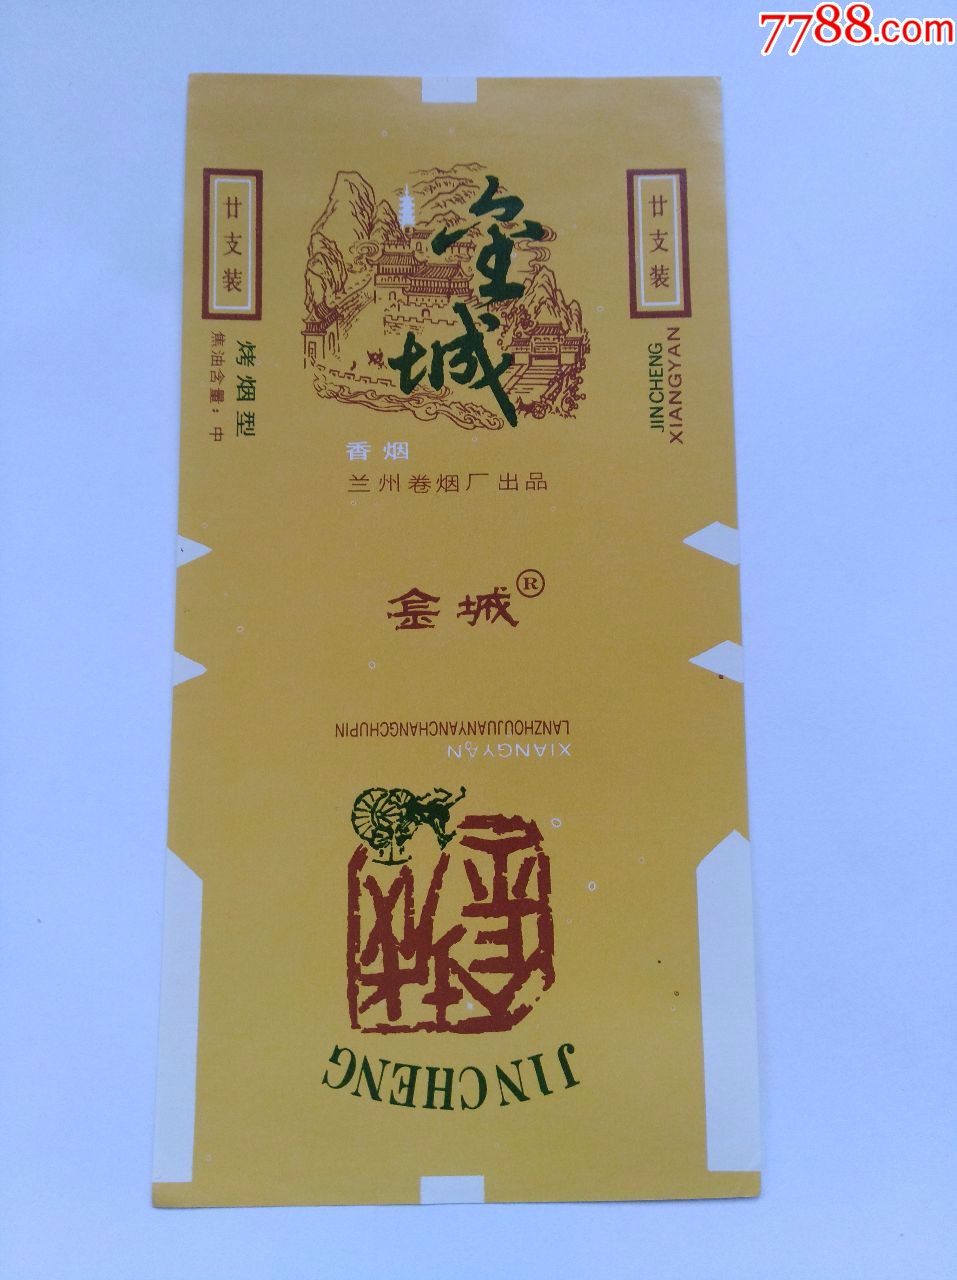 7788.com
廿支装
金城
廿支装
烤烟型
焦油含量：中
JINCHENG
XIANGYAN
香烟
兰州卷烟厂出品
金城®
LANZHOUJUANYANCHANGCHUPIN
XIANGYAN
金城
JINCHENG